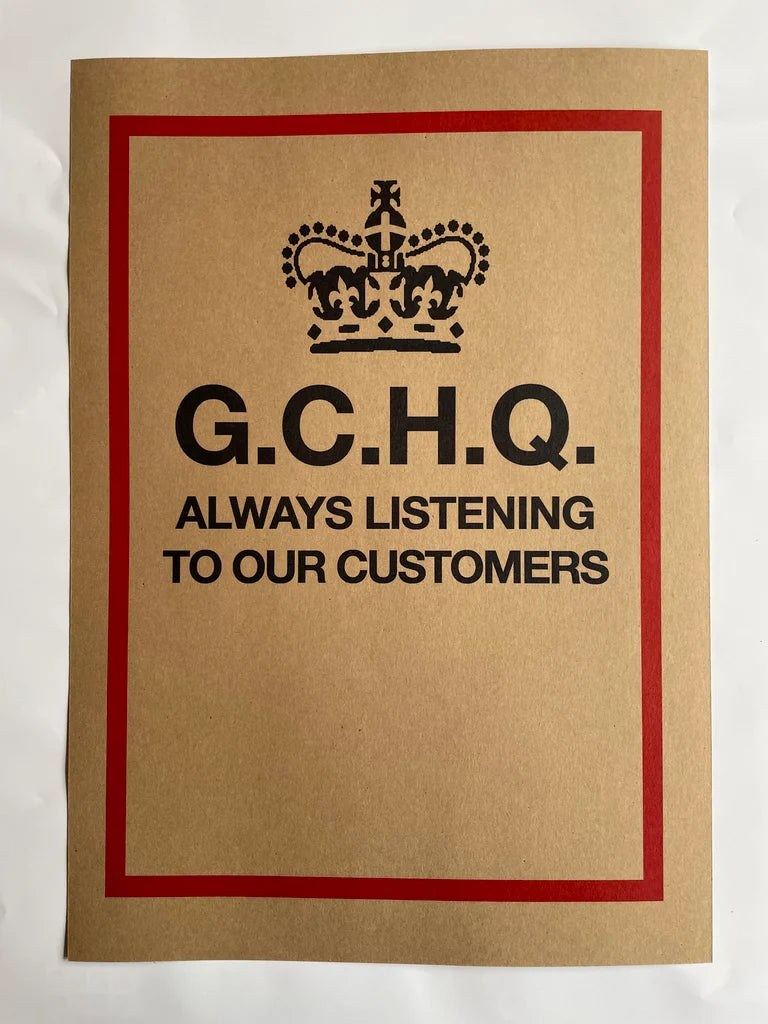 G.C.H.Q.
ALWAYS LISTENING
TO OUR CUSTOMERS